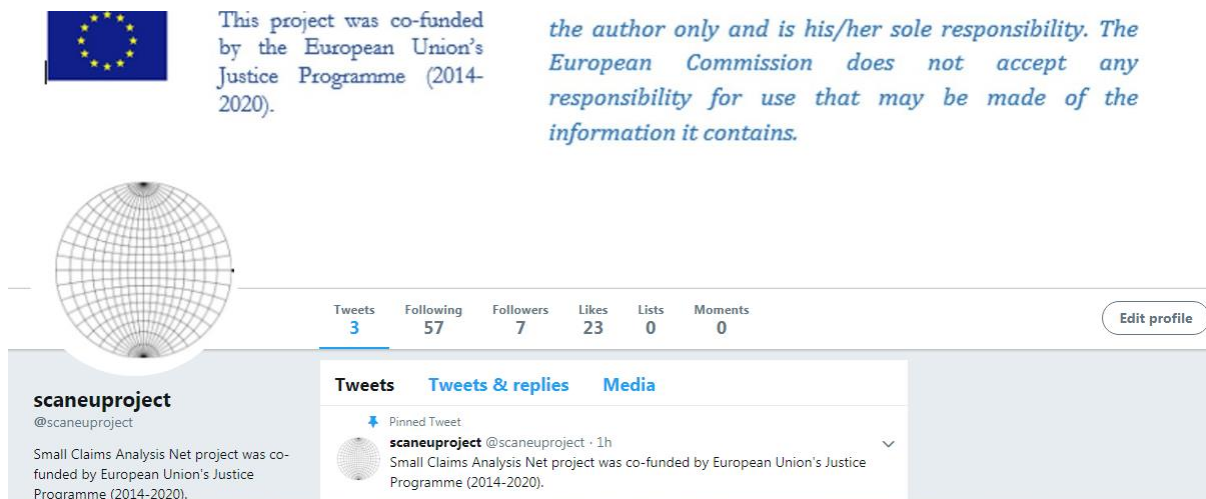 This project was co-funded
by the European Union's
Justice Programme (2014-
2020).
the author only and is his/her sole responsibility. The
European Commission does not accept any
responsibility for use that may be made of the
information it contains.
Tweets Following Followers Likes Lists Moments
3 57 7 23 0 0
Edit profile
scaneuproject
@scaneuproject
Small Claims Analysis Net project was co-
funded by European Union's Justice
Programme (2014-2020).
Tweets Tweets & replies Media
Pinned Tweet
scaneuproject @scaneuproject · 1h
Small Claims Analysis Net project was co-funded by European Union's Justice
Programme (2014-2020).